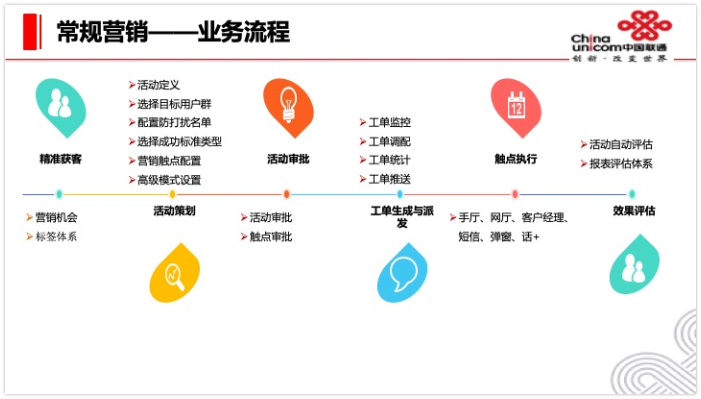 常规营销——业务流程
China
unicom中国联通
创新·改变世界
精准获客
营销机会
标签体系
活动定义
选择目标用户群
配置防打扰名单
选择成功标准类型
营销触点配置
高级模式设置
活动策划
活动审批
活动审批
触点审批
工单监控
工单调配
工单统计
工单推送
工单生成与派
发
12
触点执行
手厅、网厅、客户经理、
短信、弹窗、话+
活动自动评估
报表评估体系
效果评估